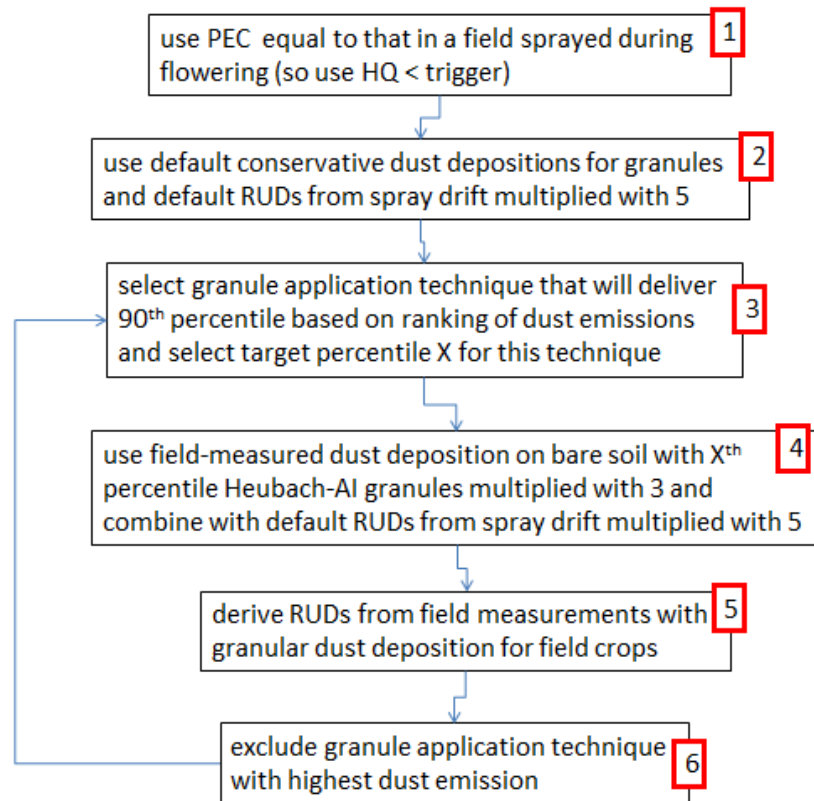 use PEC equal to that in a field sprayed during
flowering (so use HQ < trigger)
1
use default conservative dust depositions for granules
and default RUDs from spray drift multiplied with 5
2
select granule application technique that will deliver
90th percentile based on ranking of dust emissions
and select target percentile X for this technique
3
use field-measured dust deposition on bare soil with Xth
percentile Heubach-AI granules multiplied with 3 and
combine with default RUDs from spray drift multiplied with 5
4
derive RUDs from field measurements with
granular dust deposition for field crops
5
exclude granule application technique
with highest dust emission
6